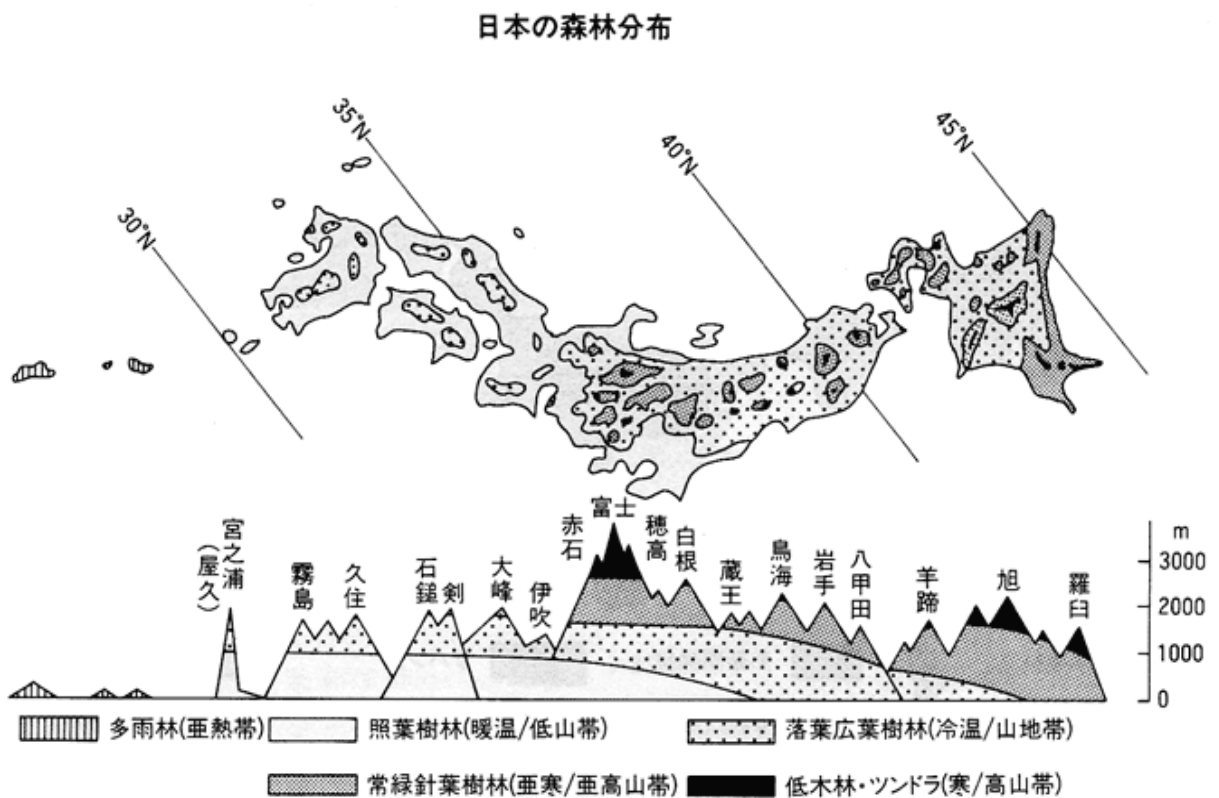 日本の森林分布
30°N
35°N
40°N
45°N
宮之浦
(屋久)
霧島
久住
石鎚
剣
大峰
伊吹
赤石
富士
穂高
白根
蔵王
鳥海
岩手
八甲田
羊蹄
旭
羅臼
m
3000
2000
1000
0
多雨林(亜熱帯)
照葉樹林(暖温/低山帯)
落葉広葉樹林(冷温/山地帯)
常緑針葉樹林(亜寒/亜高山帯)
低木林・ツンドラ(寒/高山帯)